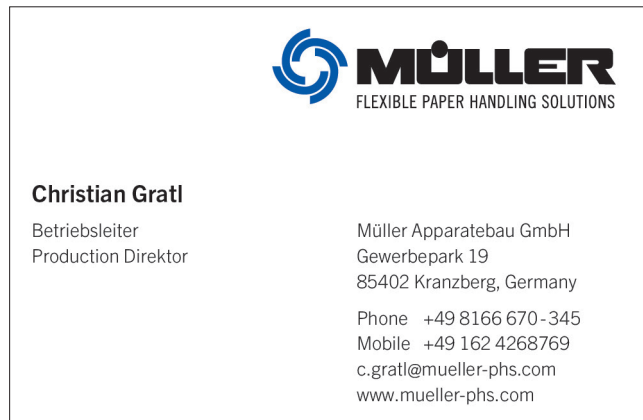 MÜLLER
FLEXIBLE PAPER HANDLING SOLUTIONS
Christian Gratl
Betriebsleiter
Production Direktor
Müller Apparatebau GmbH
Gewerbepark 19
85402 Kranzberg, Germany
Phone +49 8166 670-345
Mobile +49 162 4268769
c.gratl@mueller-phs.com
www.mueller-phs.com